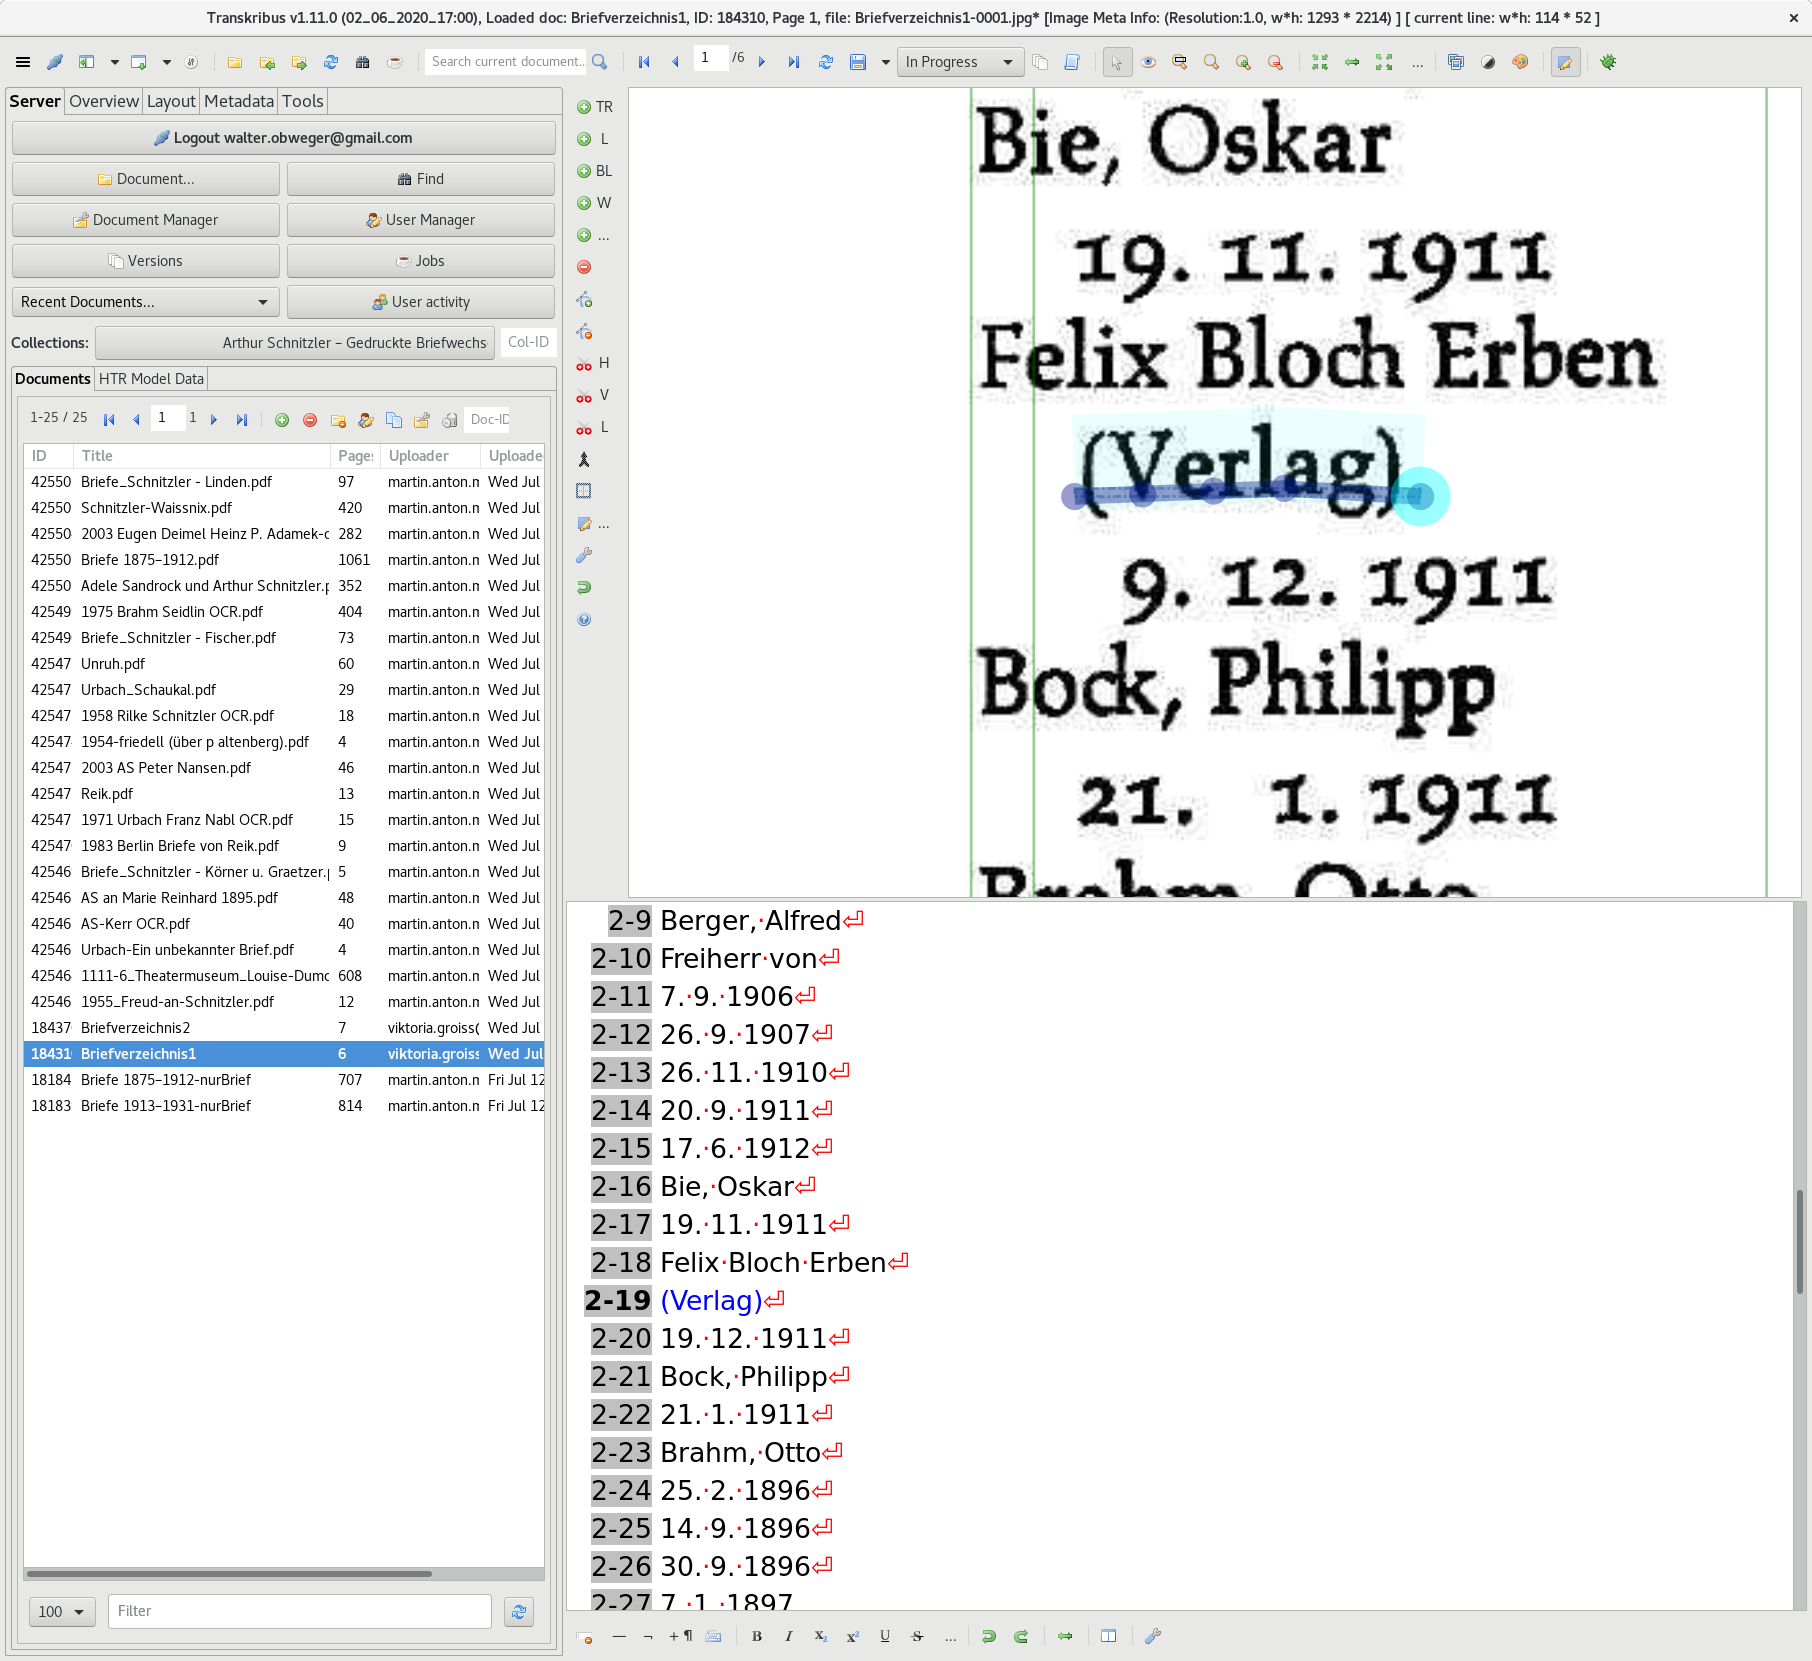 Transkribus v1.11.0 (02_06_2020_17:00), Loaded doc: Briefverzeichnis1, ID: 184310, Page 1, file: Briefverzeichnis1-0001.jpg* [Image Meta Info: (Resolution:1.0, w*h: 1293 * 2214) ] [ current line: w*h: 114 * 52 ]
Search current document...
1 /6
In Progress
...
Server Overview Layout Metadata Tools
Logout walter.obweger@gmail.com
Document... Find
Document Manager User Manager
Versions Jobs
Recent Documents... User activity
Collections: Arthur Schnitzler – Gedruckte Briefwechs Col-ID
Documents HTR Model Data
1-25 / 25 1 1 Doc-ID
ID Title Pages Uploader Uploade
42550 Briefe_Schnitzler - Linden.pdf 97 martin.anton.m Wed Jul
42550 Schnitzler-Waissnix.pdf 420 martin.anton.m Wed Jul
42550 2003 Eugen Deimel Heinz P. Adamek-c 282 martin.anton.m Wed Jul
42550 Briefe 1875–1912.pdf 1061 martin.anton.m Wed Jul
42550 Adele Sandrock und Arthur Schnitzler.p 352 martin.anton.m Wed Jul
42549 1975 Brahm Seidlin OCR.pdf 404 martin.anton.m Wed Jul
42549 Briefe_Schnitzler - Fischer.pdf 73 martin.anton.m Wed Jul
42547 Unruh.pdf 60 martin.anton.m Wed Jul
42547 Urbach_Schaukal.pdf 29 martin.anton.m Wed Jul
42547 1958 Rilke Schnitzler OCR.pdf 18 martin.anton.m Wed Jul
42547 1954-friedell (über p altenberg).pdf 4 martin.anton.m Wed Jul
42547 2003 AS Peter Nansen.pdf 46 martin.anton.m Wed Jul
42547 Reik.pdf 13 martin.anton.m Wed Jul
42547 1971 Urbach Franz Nabl OCR.pdf 15 martin.anton.m Wed Jul
42547 1983 Berlin Briefe von Reik.pdf 9 martin.anton.m Wed Jul
42546 Briefe_Schnitzler - Körner u. Graetzer.p 5 martin.anton.m Wed Jul
42546 AS an Marie Reinhard 1895.pdf 48 martin.anton.m Wed Jul
42546 AS-Kerr OCR.pdf 40 martin.anton.m Wed Jul
42546 Urbach-Ein unbekannter Brief.pdf 4 martin.anton.m Wed Jul
42546 1111-6_Theatermuseum_Louise-Dumc 608 martin.anton.m Wed Jul
42546 1955_Freud-an-Schnitzler.pdf 12 martin.anton.m Wed Jul
18437 Briefverzeichnis2 7 viktoria.groiss( Wed Jul
18431 Briefverzeichnis1 6 viktoria.groiss Wed Jul
18184 Briefe 1875–1912-nurBrief 707 martin.anton.m Fri Jul 12
18183 Briefe 1913–1931-nurBrief 814 martin.anton.m Fri Jul 12
100 Filter
TR
L
BL
W
...
H
V
L
...
Bie, Oskar
19. 11. 1911
Felix Bloch Erben
(Verlag)
9. 12. 1911
Bock, Philipp
21. 1. 1911
Brahm, Otto
2-9 Berger,·Alfred
2-10 Freiherr·von
2-11 7.·9.·1906
2-12 26.·9.·1907
2-13 26.·11.·1910
2-14 20.·9.·1911
2-15 17.·6.·1912
2-16 Bie,·Oskar
2-17 19.·11.·1911
2-18 Felix·Bloch·Erben
2-19 (Verlag)
2-20 19.·12.·1911
2-21 Bock,·Philipp
2-22 21.·1.·1911
2-23 Brahm,·Otto
2-24 25.·2.·1896
2-25 14.·9.·1896
2-26 30.·9.·1896
2-27 7.·1.·1897
— ¬ +¶ B I X₂ X² U S ...